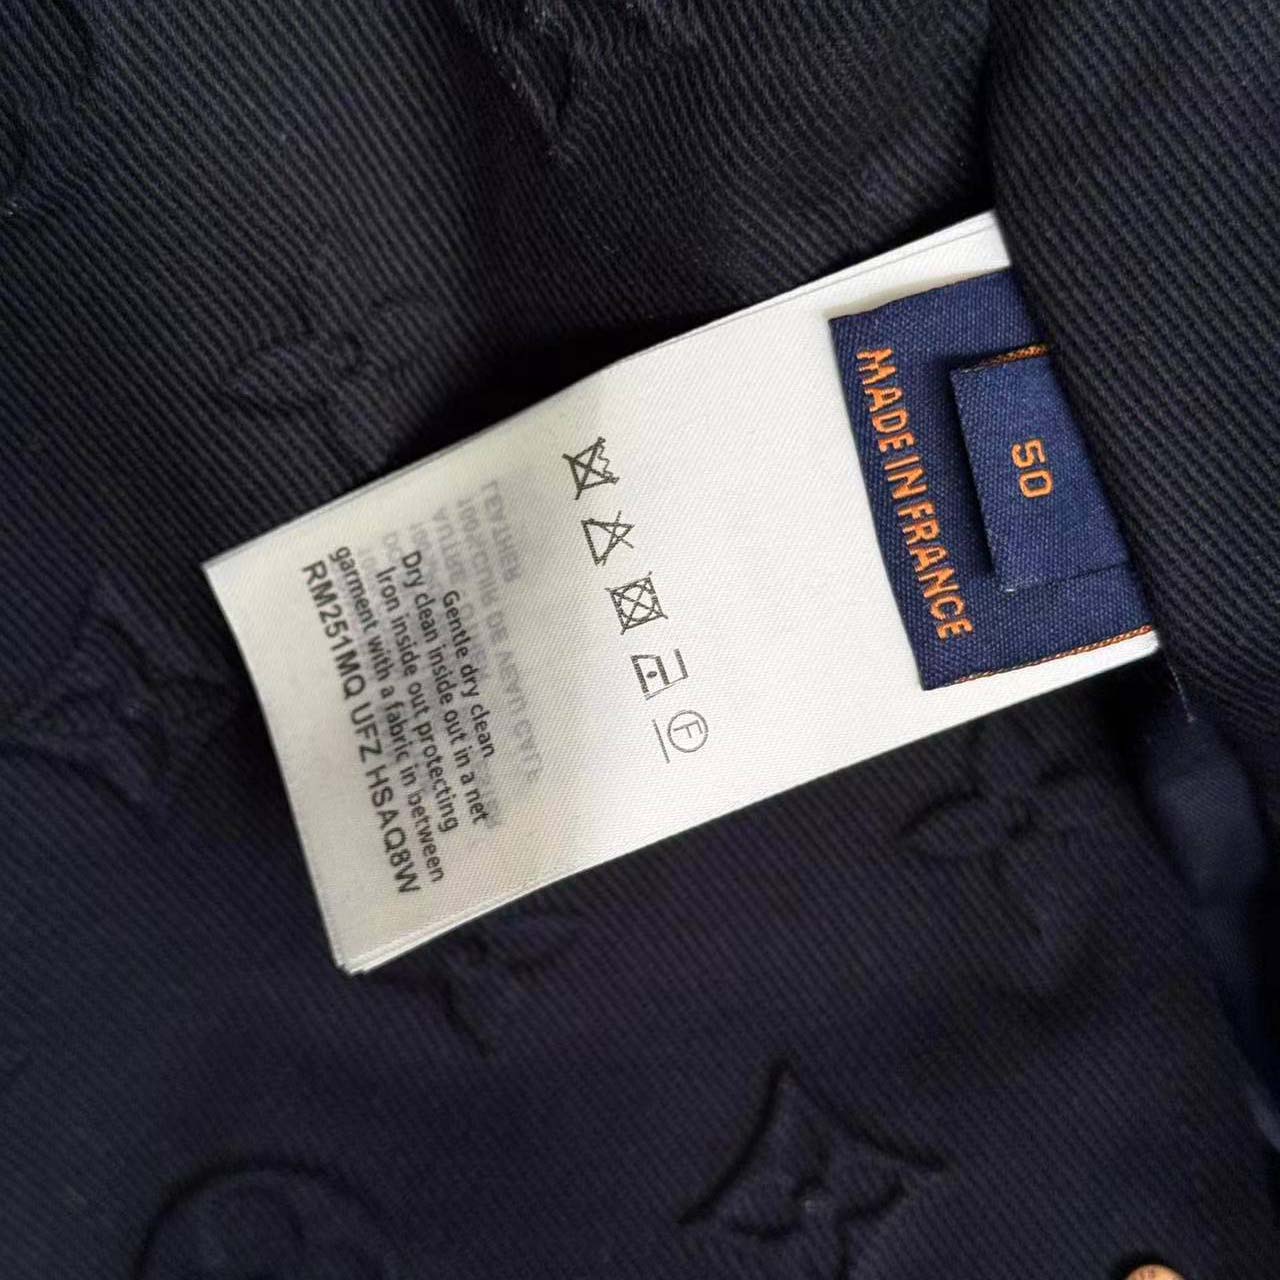 MADE IN FRANCE
50
F
Gentle dry clean
Dry clean inside out in a net
Iron inside out protecting
garment with a fabric in between
RM251MQ UFZ HSAQ8W